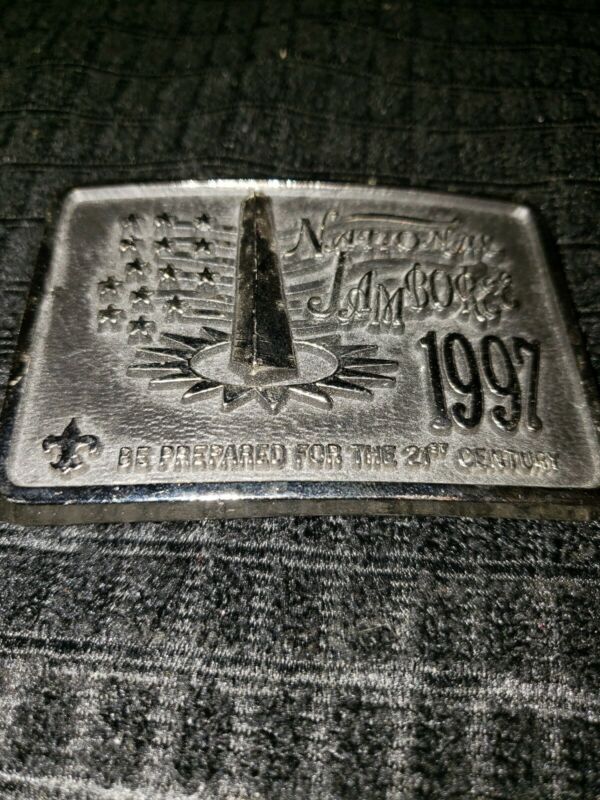 NATIONAL
JAMBOREE
1997
BE PREPARED FOR THE 21ST CENTURY